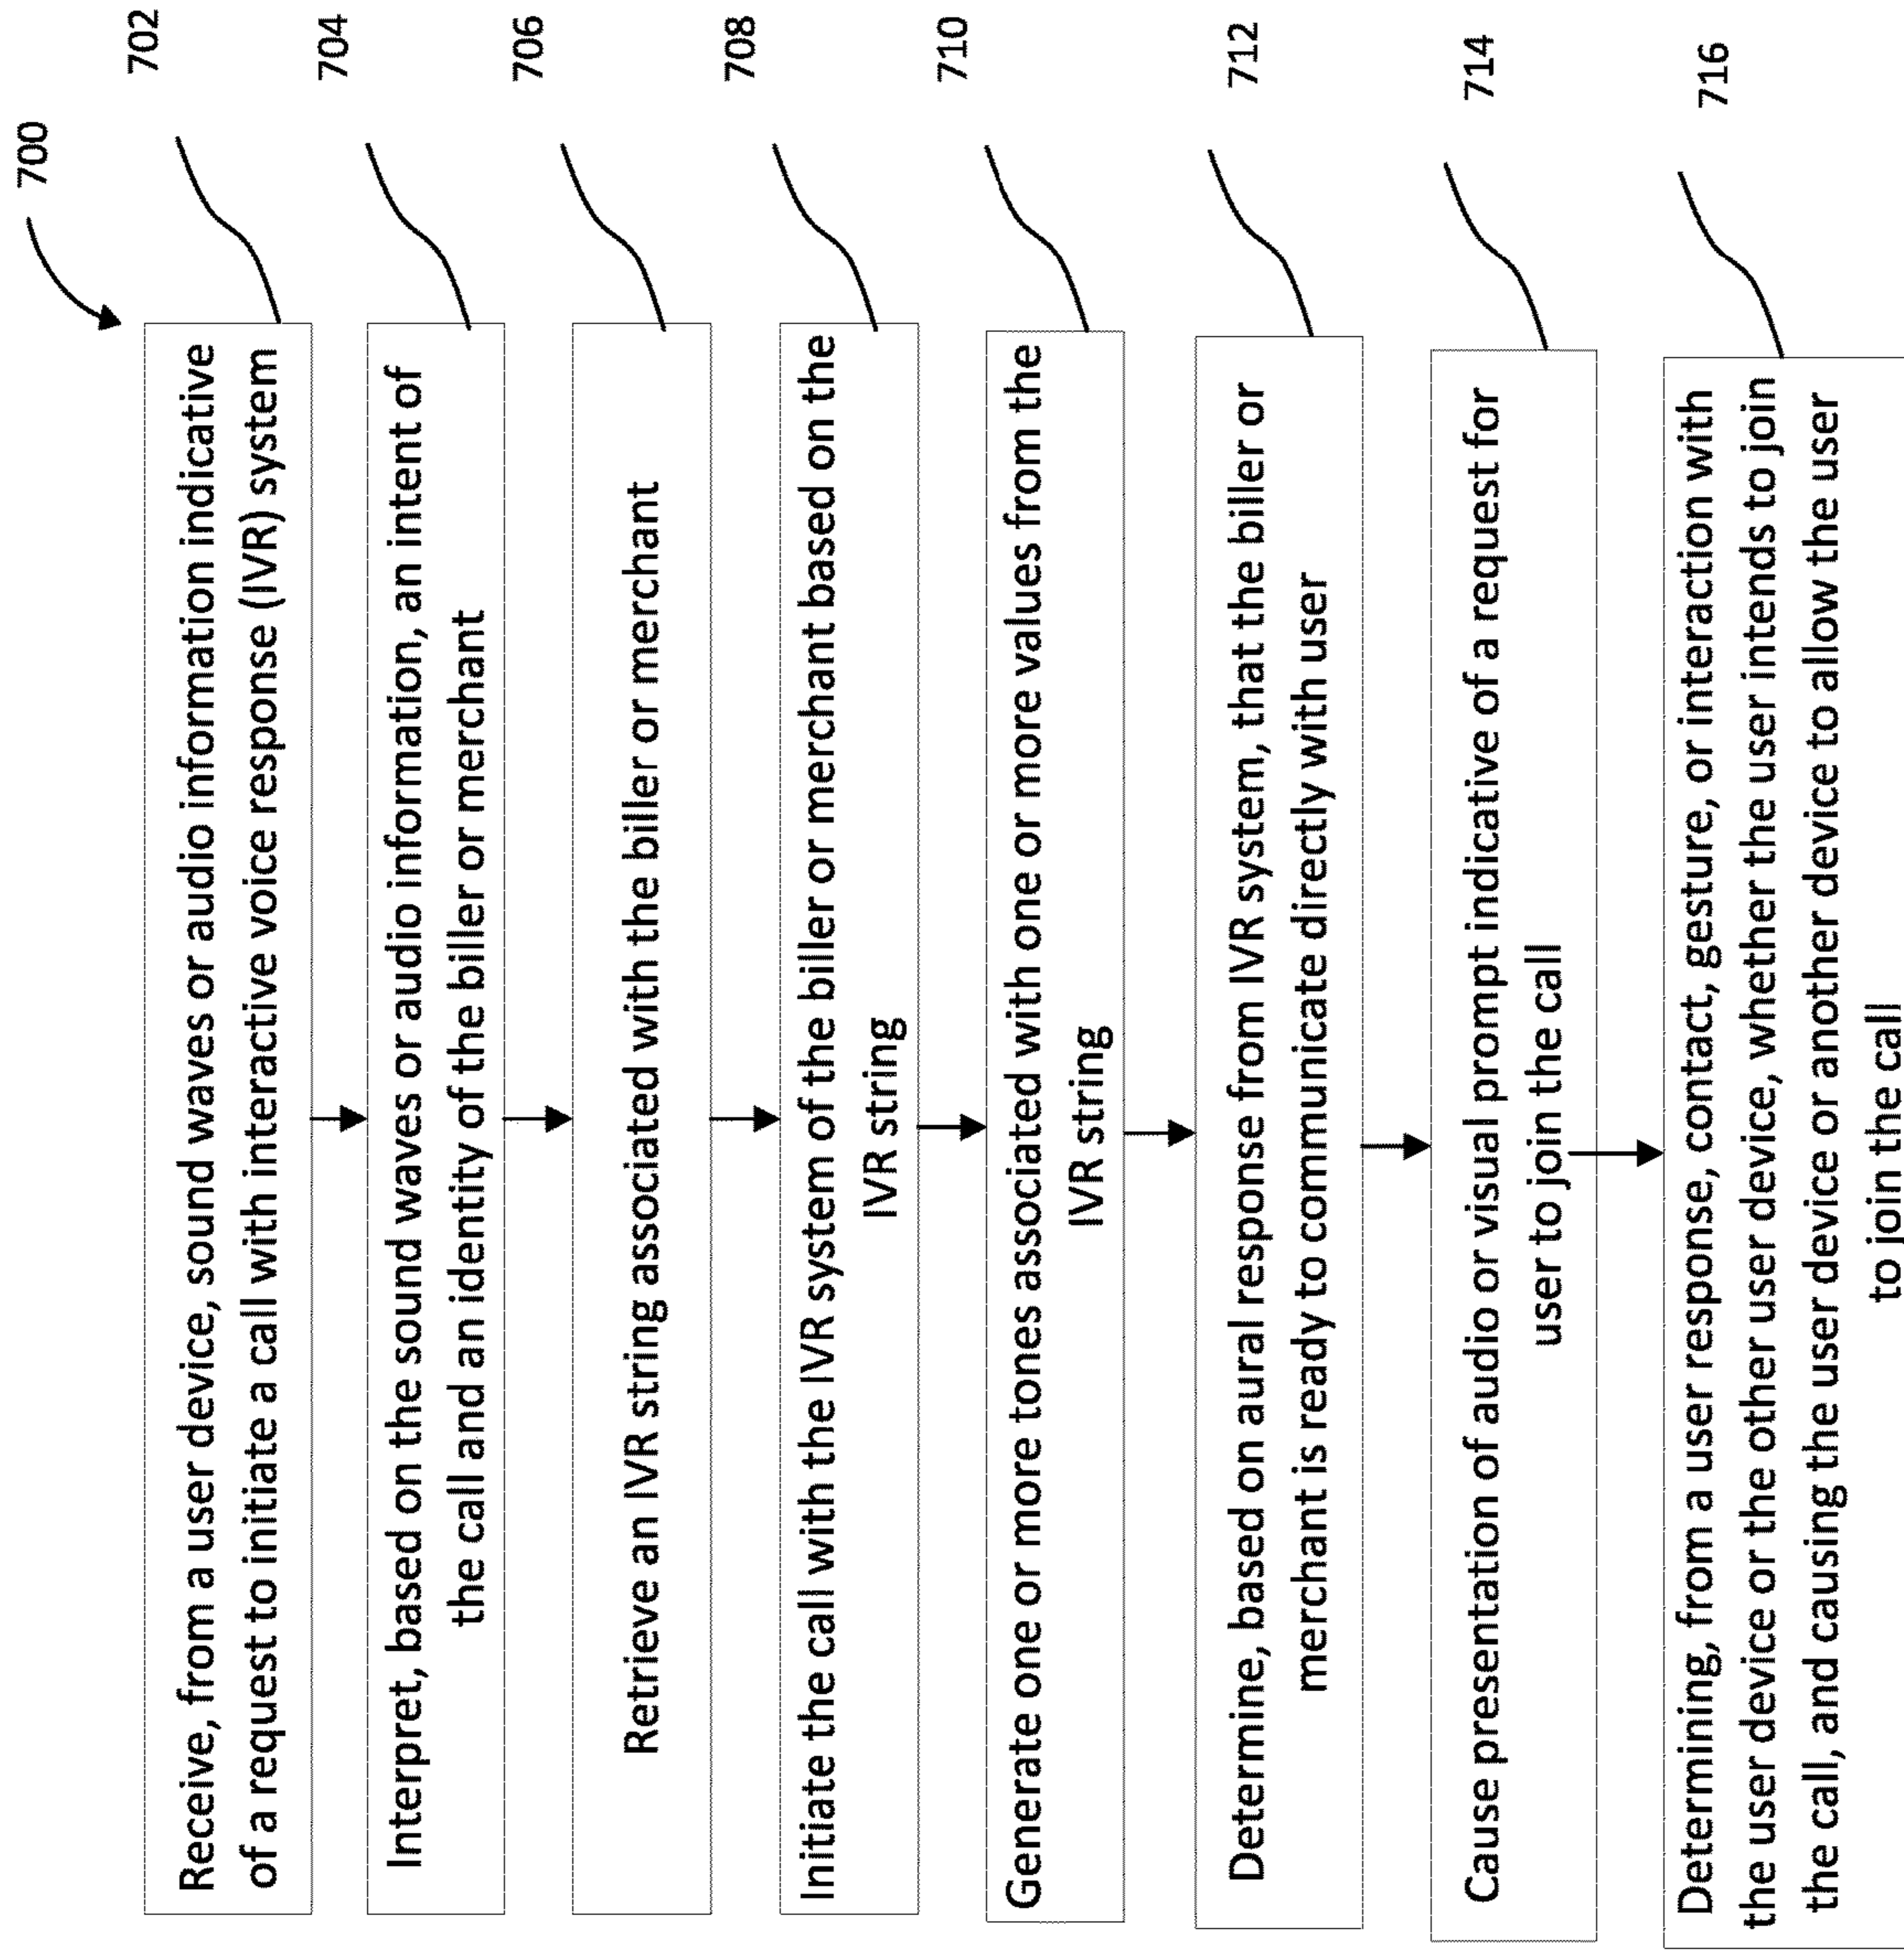 700
702
Receive, from a user device, sound waves or audio information indicative
of a request to initiate a call with interactive voice response (IVR) system
704
Interpret, based on the sound waves or audio information, an intent of
the call and an identity of the biller or merchant
706
Retrieve an IVR string associated with the biller or merchant
708
Initiate the call with the IVR system of the biller or merchant based on the
IVR string
710
Generate one or more tones associated with one or more values from the
IVR string
712
Determine, based on aural response from IVR system, that the biller or
merchant is ready to communicate directly with user
714
Cause presentation of audio or visual prompt indicative of a request for
user to join the call
716
Determining, from a user response, contact, gesture, or interaction with
the user device or the other user device, whether the user intends to join
the call, and causing the user device or another device to allow the user
to join the call